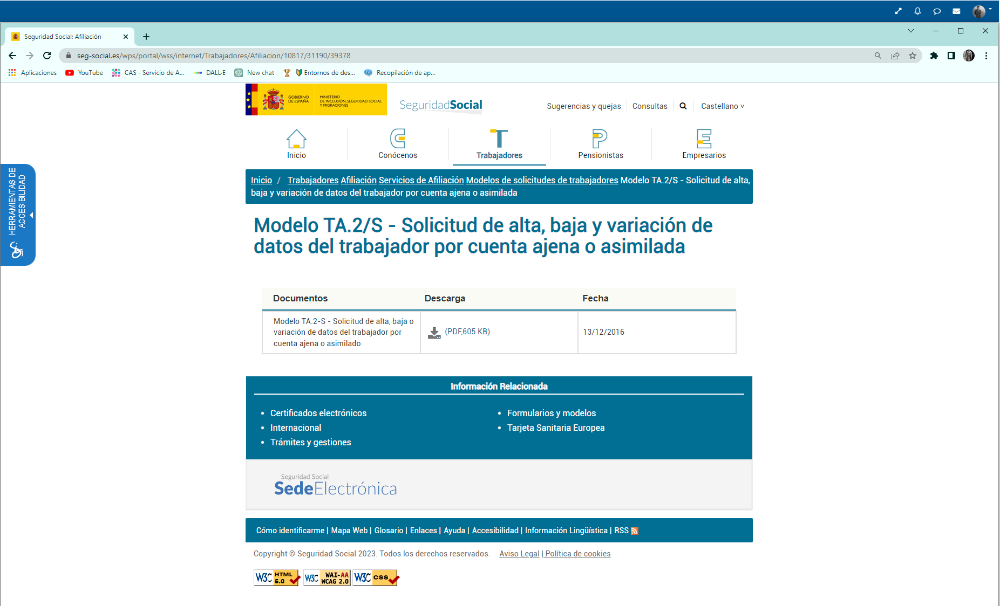 Seguridad Social: Afiliación
seg-social.es/wps/portal/wss/internet/Trabajadores/Afiliacion/10817/31190/39378
Aplicaciones YouTube CAS - Servicio de A... DALL·E New chat Entornos de des... Recopilación de ap...
GOBIERNO
DE ESPAÑA
MINISTERIO
DE INCLUSIÓN, SEGURIDAD SOCIAL
Y MIGRACIONES
SeguridadSocial
Sugerencias y quejas Consultas Castellano
Inicio Conócenos Trabajadores Pensionistas Empresarios
HERRAMIENTAS DE
ACCESIBILIDAD
Inicio / Trabajadores Afiliación Servicios de Afiliación Modelos de solicitudes de trabajadores Modelo TA.2/S - Solicitud de alta,
baja y variación de datos del trabajador por cuenta ajena o asimilada
Modelo TA.2/S - Solicitud de alta, baja y variación de
datos del trabajador por cuenta ajena o asimilada
Documentos Descarga Fecha
Modelo TA.2-S - Solicitud de alta, baja o
variación de datos del trabajador por
cuenta ajena o asimilado
(PDF,605 KB)
13/12/2016
Información Relacionada
• Certificados electrónicos
• Internacional
• Trámites y gestiones
• Formularios y modelos
• Tarjeta Sanitaria Europea
Seguridad Social
SedeElectrónica
Cómo identificarme | Mapa Web | Glosario | Enlaces | Ayuda | Accesibilidad | Información Lingüística | RSS
Copyright © Seguridad Social 2023. Todos los derechos reservados. Aviso Legal | Política de cookies
W3C HTML 5.0
W3C WAI-AA WCAG 2.0
W3C css